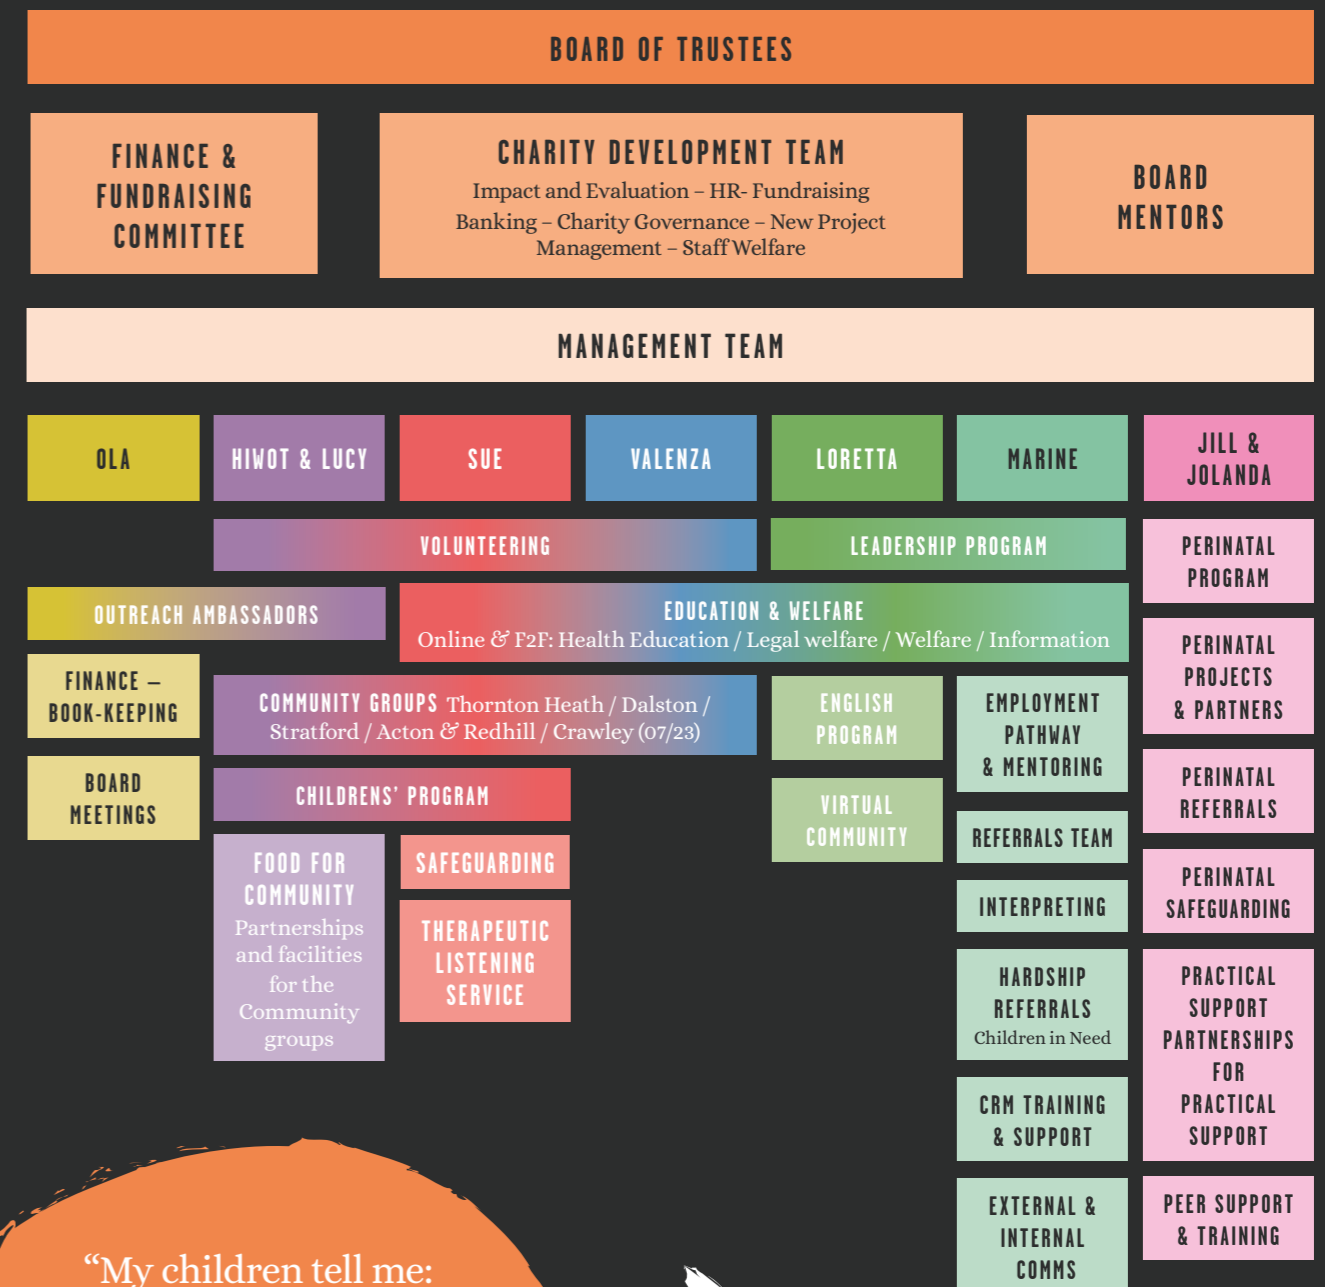 BOARD OF TRUSTEES
FINANCE &
FUNDRAISING
COMMITTEE
CHARITY DEVELOPMENT TEAM
Impact and Evaluation – HR- Fundraising
Banking – Charity Governance – New Project
Management – Staff Welfare
BOARD
MENTORS
MANAGEMENT TEAM
OLA
HIWOT & LUCY
SUE
VALENZA
LORETTA
MARINE
JILL &
JOLANDA
VOLUNTEERING
LEADERSHIP PROGRAM
PERINATAL
PROGRAM
OUTREACH AMBASSADORS
EDUCATION & WELFARE
Online & F2F: Health Education / Legal welfare / Welfare / Information
PERINATAL
PROJECTS
& PARTNERS
FINANCE –
BOOK-KEEPING
COMMUNITY GROUPS Thornton Heath / Dalston /
Stratford / Acton & Redhill / Crawley (07/23)
ENGLISH
PROGRAM
EMPLOYMENT
PATHWAY
& MENTORING
BOARD
MEETINGS
CHILDRENS’ PROGRAM
VIRTUAL
COMMUNITY
PERINATAL
REFERRALS
REFERRALS TEAM
FOOD FOR
COMMUNITY
Partnerships
and facilities
for the
Community
groups
SAFEGUARDING
THERAPEUTIC
LISTENING
SERVICE
INTERPRETING
PERINATAL
SAFEGUARDING
HARDSHIP
REFERRALS
Children in Need
PRACTICAL
SUPPORT
PARTNERSHIPS
FOR
PRACTICAL
SUPPORT
CRM TRAINING
& SUPPORT
EXTERNAL &
INTERNAL
COMMS
PEER SUPPORT
& TRAINING
“My children tell me: